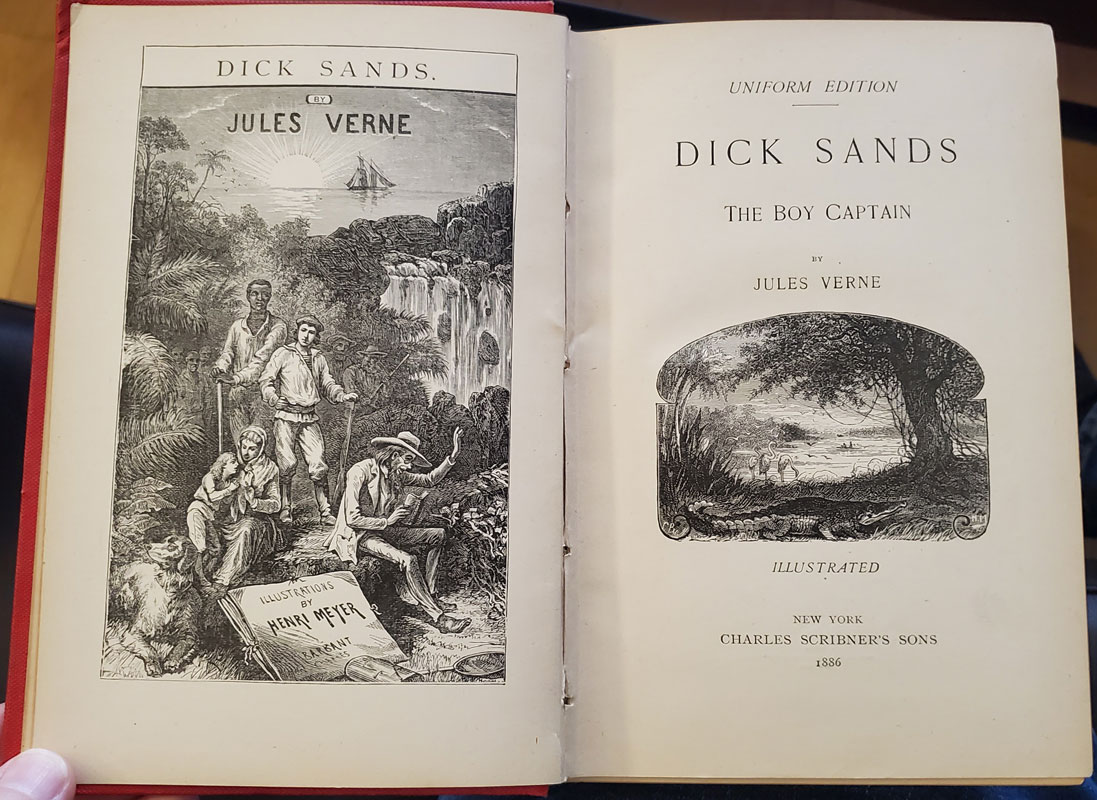 DICK SANDS.
BY
JULES VERNE
ILLUSTRATIONS
BY
HENRI MEYER
BARBANT
UNIFORM EDITION
DICK SANDS
THE BOY CAPTAIN
BY
JULES VERNE
ILLUSTRATED
NEW YORK
CHARLES SCRIBNER'S SONS
1886